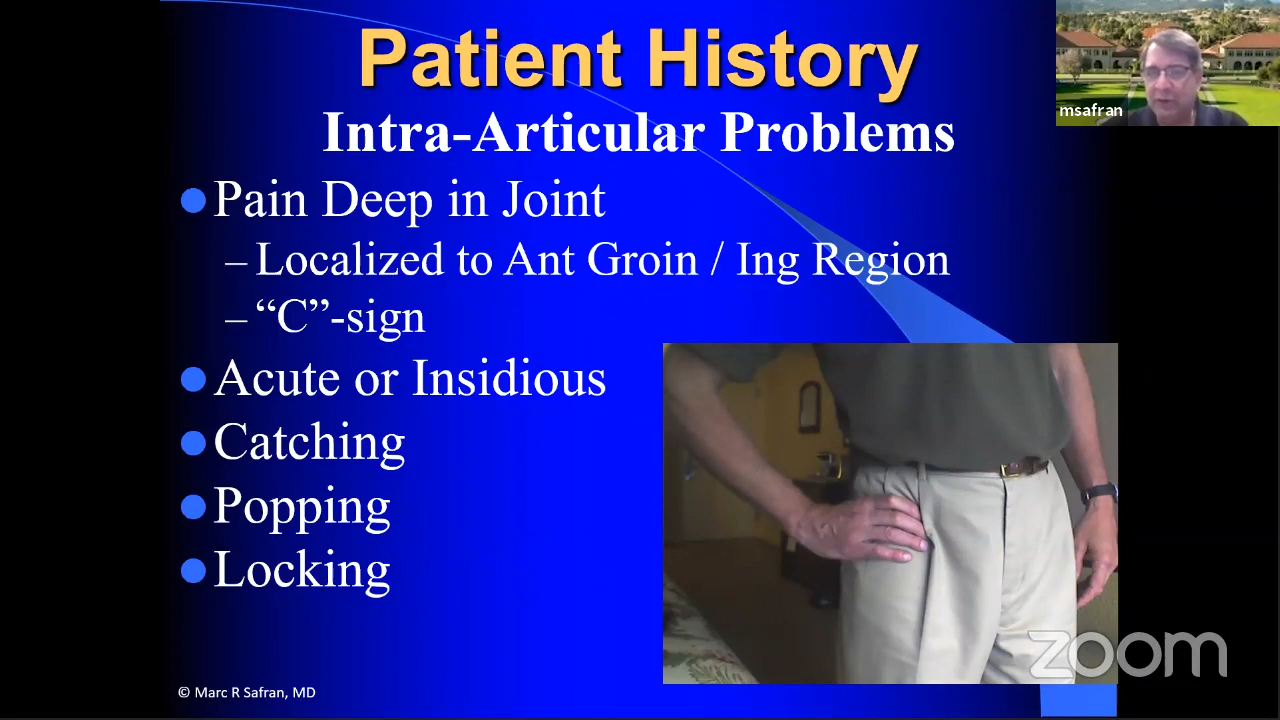 Patient History
Intra-Articular Problems
Pain Deep in Joint
– Localized to Ant Groin / Ing Region
– “C”-sign
Acute or Insidious
Catching
Popping
Locking
© Marc R Safran, MD
msafran
zoom